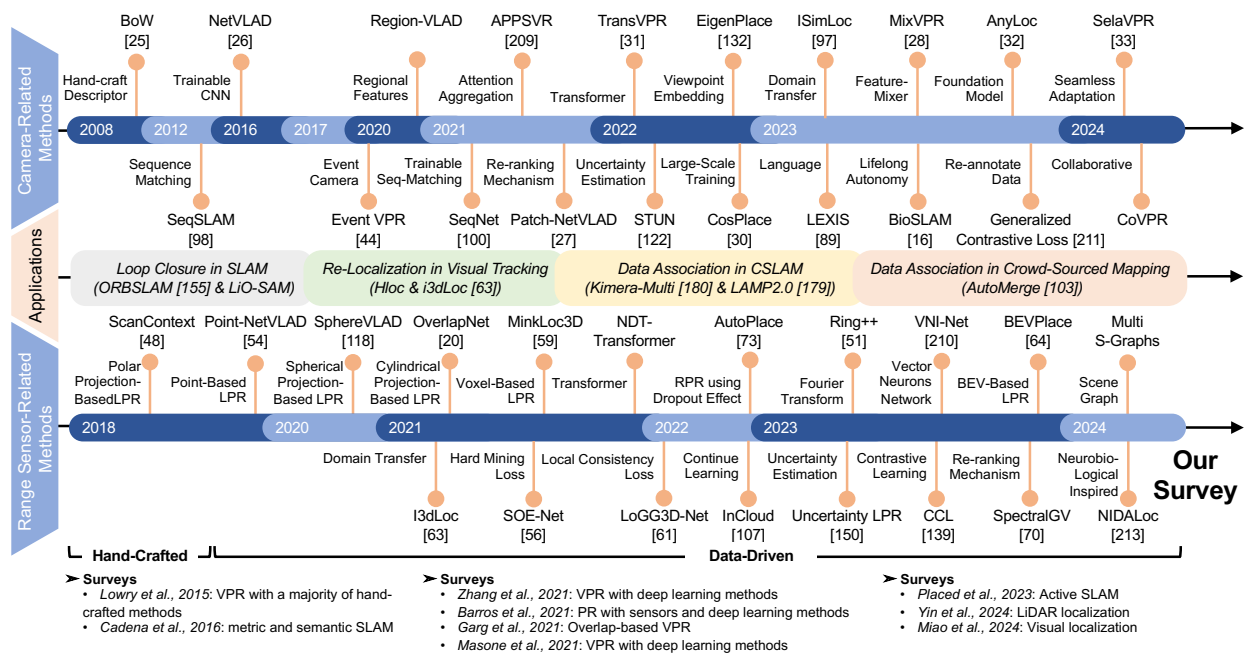 BoW NetVLAD Region-VLAD APPSVR TransVPR EigenPlace ISimLoc MixVPR AnyLoc SelaVPR
[25] [26] [209] [31] [132] [97] [28] [32] [33]
Hand-craft Trainable Regional Attention Viewpoint Domain Feature- Foundation Seamless
Descriptor CNN Features Aggregation Transformer Embedding Transfer Mixer Model Adaptation
Camera-Related
Methods
2008 2012 2016 2017 2020 2021 2022 2023 2024
Sequence Event Trainable Re-ranking Uncertainty Large-Scale Language Lifelong Re-annotate Collaborative
Matching Camera Seq-Matching Mechanism Estimation Training Autonomy Data
SeqSLAM Event VPR SeqNet Patch-NetVLAD STUN CosPlace LEXIS BioSLAM Generalized CoVPR
[98] [44] [100] [27] [122] [30] [89] [16] Contrastive Loss [211]
Applications
Loop Closure in SLAM Re-Localization in Visual Tracking Data Association in CSLAM Data Association in Crowd-Sourced Mapping
(ORBSLAM [155] & LiO-SAM) (Hloc & i3dLoc [63]) (Kimera-Multi [180] & LAMP2.0 [179]) (AutoMerge [103])
ScanContext Point-NetVLAD SphereVLAD OverlapNet MinkLoc3D NDT- AutoPlace Ring++ VNI-Net BEVPlace Multi
[48] [54] [118] [20] [59] Transformer [73] [51] [210] [64] S-Graphs
Polar Spherical Cylindrical Vector
Projection- Point-Based Projection- Projection- Voxel-Based Transformer RPR using Fourier Neurons BEV-Based Scene
BasedLPR LPR Based LPR Based LPR LPR Dropout Effect Transform Network LPR Graph
Range Sensor-Related
Methods
2018 2020 2021 2022 2023 2024
Domain Transfer Hard Mining Local Consistency Continue Uncertainty Contrastive Re-ranking Neurobio-
Loss Loss Learning Estimation Learning Mechanism Logical
Inspired
Our
Survey
I3dLoc SOE-Net LoGG3D-Net InCloud Uncertainty LPR CCL SpectralGV NIDALoc
[63] [56] [61] [107] [150] [139] [70] [213]
Hand-Crafted Data-Driven
➤ Surveys
• Lowry et al., 2015: VPR with a majority of hand-
crafted methods
• Cadena et al., 2016: metric and semantic SLAM
➤ Surveys
• Zhang et al., 2021: VPR with deep learning methods
• Barros et al., 2021: PR with sensors and deep learning methods
• Garg et al., 2021: Overlap-based VPR
• Masone et al., 2021: VPR with deep learning methods
➤ Surveys
• Placed et al., 2023: Active SLAM
• Yin et al., 2024: LiDAR localization
• Miao et al., 2024: Visual localization